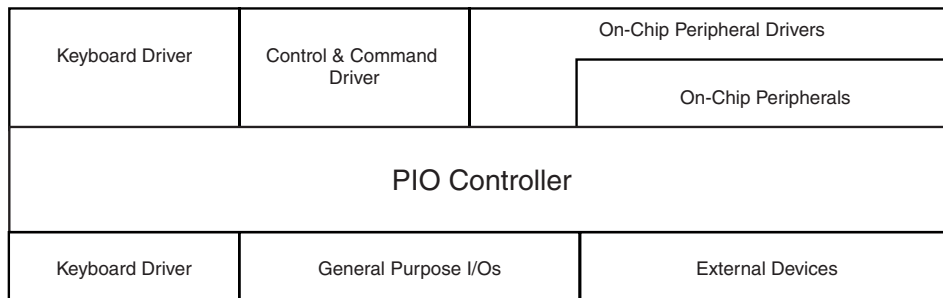 Keyboard Driver
Control & Command
Driver
On-Chip Peripheral Drivers
On-Chip Peripherals
PIO Controller
Keyboard Driver
General Purpose I/Os
External Devices